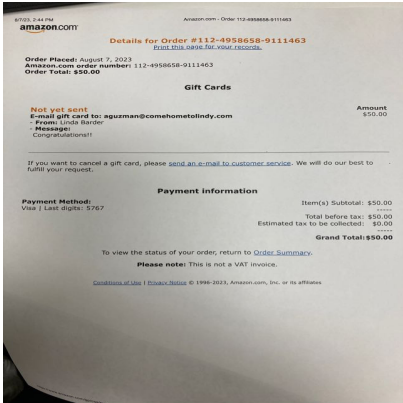 8/7/23, 2:44 PM
Amazon.com - Order 112-4958658-9111463
amazon.com
Details for Order #112-4958658-9111463
Print this page for your records.
Order Placed: August 7, 2023
Amazon.com order number: 112-4958658-9111463
Order Total: $50.00
Gift Cards
Not yet sent
Amount
E-mail gift card to: aguzman@comehometolindy.com
$50.00
- From: Linda Barder
- Message:
Congratulations!!
If you want to cancel a gift card, please send an e-mail to customer service. We will do our best to
fulfill your request.
Payment information
Payment Method:
Visa | Last digits: 5767
Item(s) Subtotal: $50.00
-----
Total before tax: $50.00
Estimated tax to be collected: $0.00
-----
Grand Total: $50.00
To view the status of your order, return to Order Summary.
Please note: This is not a VAT invoice.
Conditions of Use | Privacy Notice © 1996-2023, Amazon.com, Inc. or its affiliates